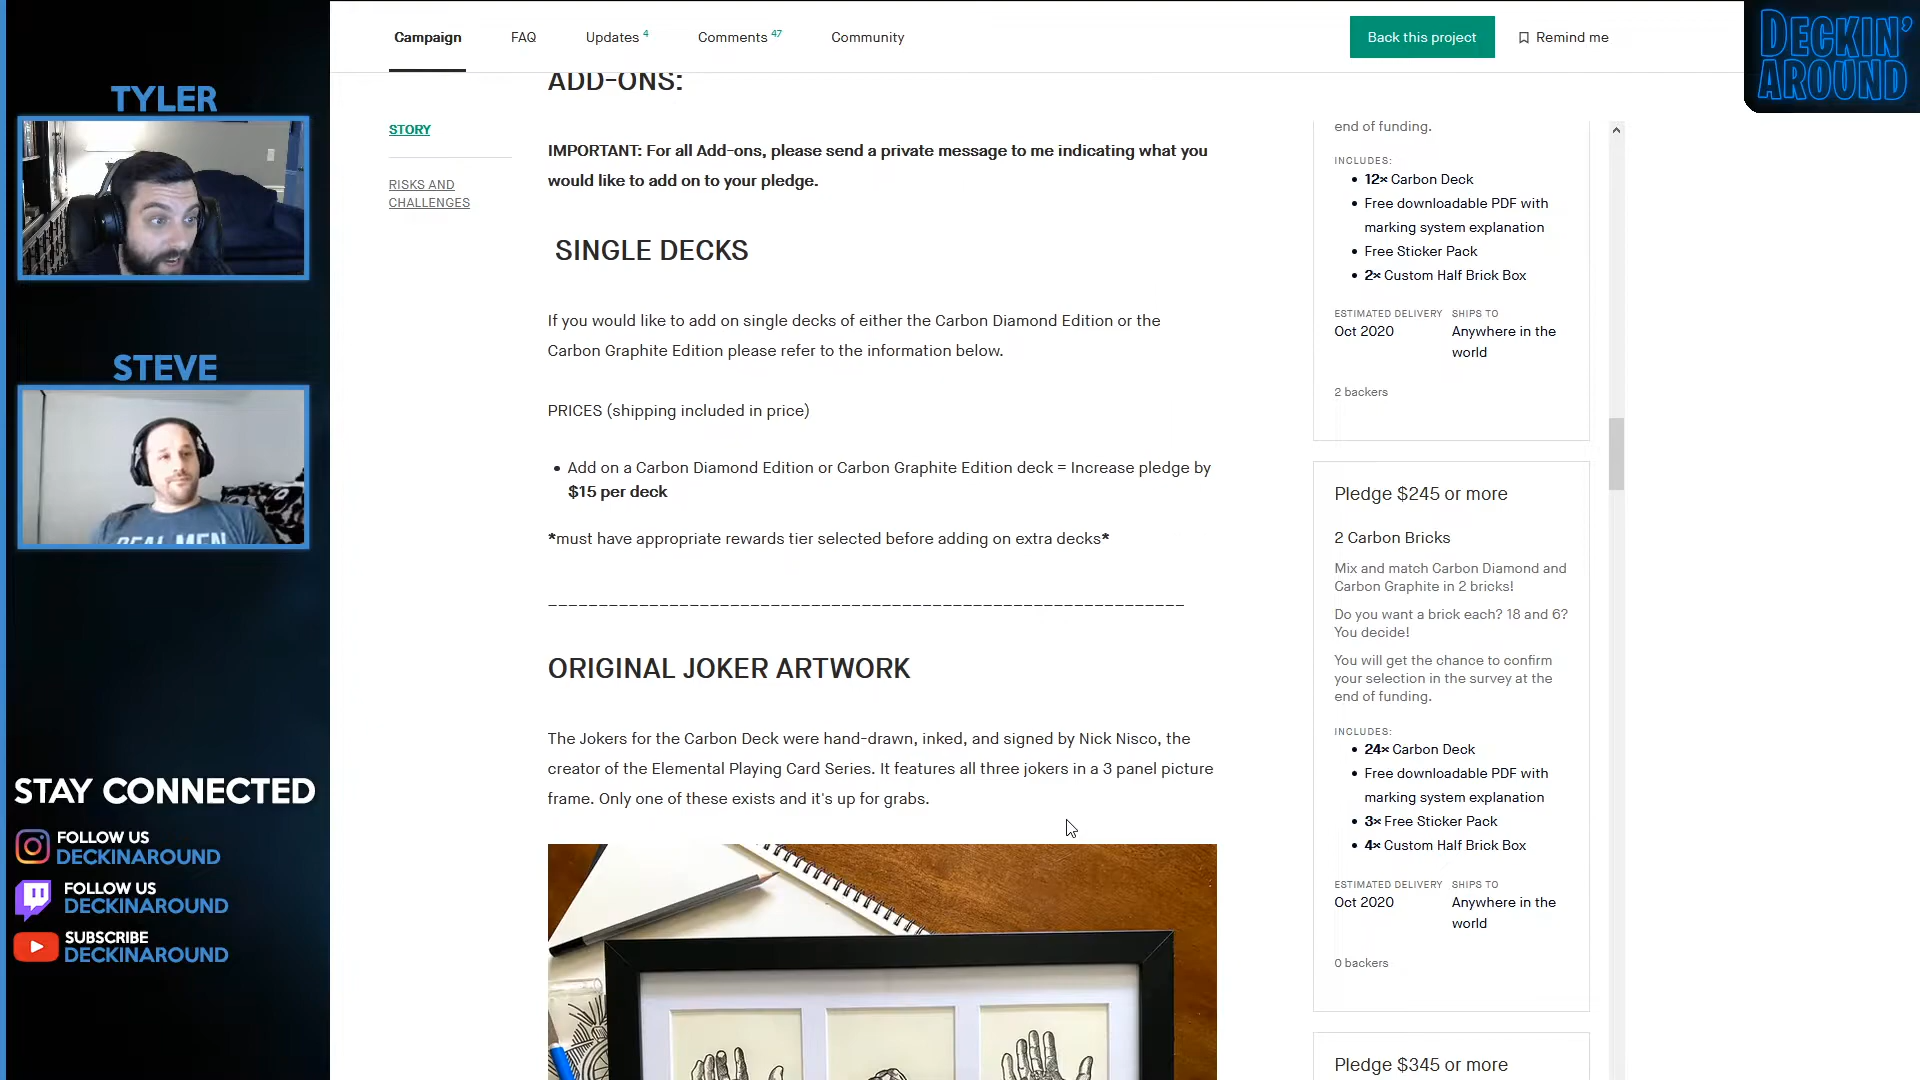 TYLER
STEVE
REAL MEN
STAY CONNECTED
FOLLOW US
DECKINAROUND
FOLLOW US
DECKINAROUND
SUBSCRIBE
DECKINAROUND
Campaign
FAQ
Updates 4
Comments 47
Community
Back this project
Remind me
DECKIN'
AROUND
STORY
RISKS AND
CHALLENGES
ADD-ONS:
IMPORTANT: For all Add-ons, please send a private message to me indicating what you
would like to add on to your pledge.
SINGLE DECKS
If you would like to add on single decks of either the Carbon Diamond Edition or the
Carbon Graphite Edition please refer to the information below.
PRICES (shipping included in price)
• Add on a Carbon Diamond Edition or Carbon Graphite Edition deck = Increase pledge by
$15 per deck
*must have appropriate rewards tier selected before adding on extra decks*
ORIGINAL JOKER ARTWORK
The Jokers for the Carbon Deck were hand-drawn, inked, and signed by Nick Nisco, the
creator of the Elemental Playing Card Series. It features all three jokers in a 3 panel picture
frame. Only one of these exists and it's up for grabs.
end of funding.
INCLUDES:
• 12× Carbon Deck
• Free downloadable PDF with
marking system explanation
• Free Sticker Pack
• 2× Custom Half Brick Box
ESTIMATED DELIVERY SHIPS TO
Oct 2020 Anywhere in the
world
2 backers
Pledge $245 or more
2 Carbon Bricks
Mix and match Carbon Diamond and
Carbon Graphite in 2 bricks!
Do you want a brick each? 18 and 6?
You decide!
You will get the chance to confirm
your selection in the survey at the
end of funding.
INCLUDES:
• 24× Carbon Deck
• Free downloadable PDF with
marking system explanation
• 3× Free Sticker Pack
• 4× Custom Half Brick Box
ESTIMATED DELIVERY SHIPS TO
Oct 2020 Anywhere in the
world
0 backers
Pledge $345 or more